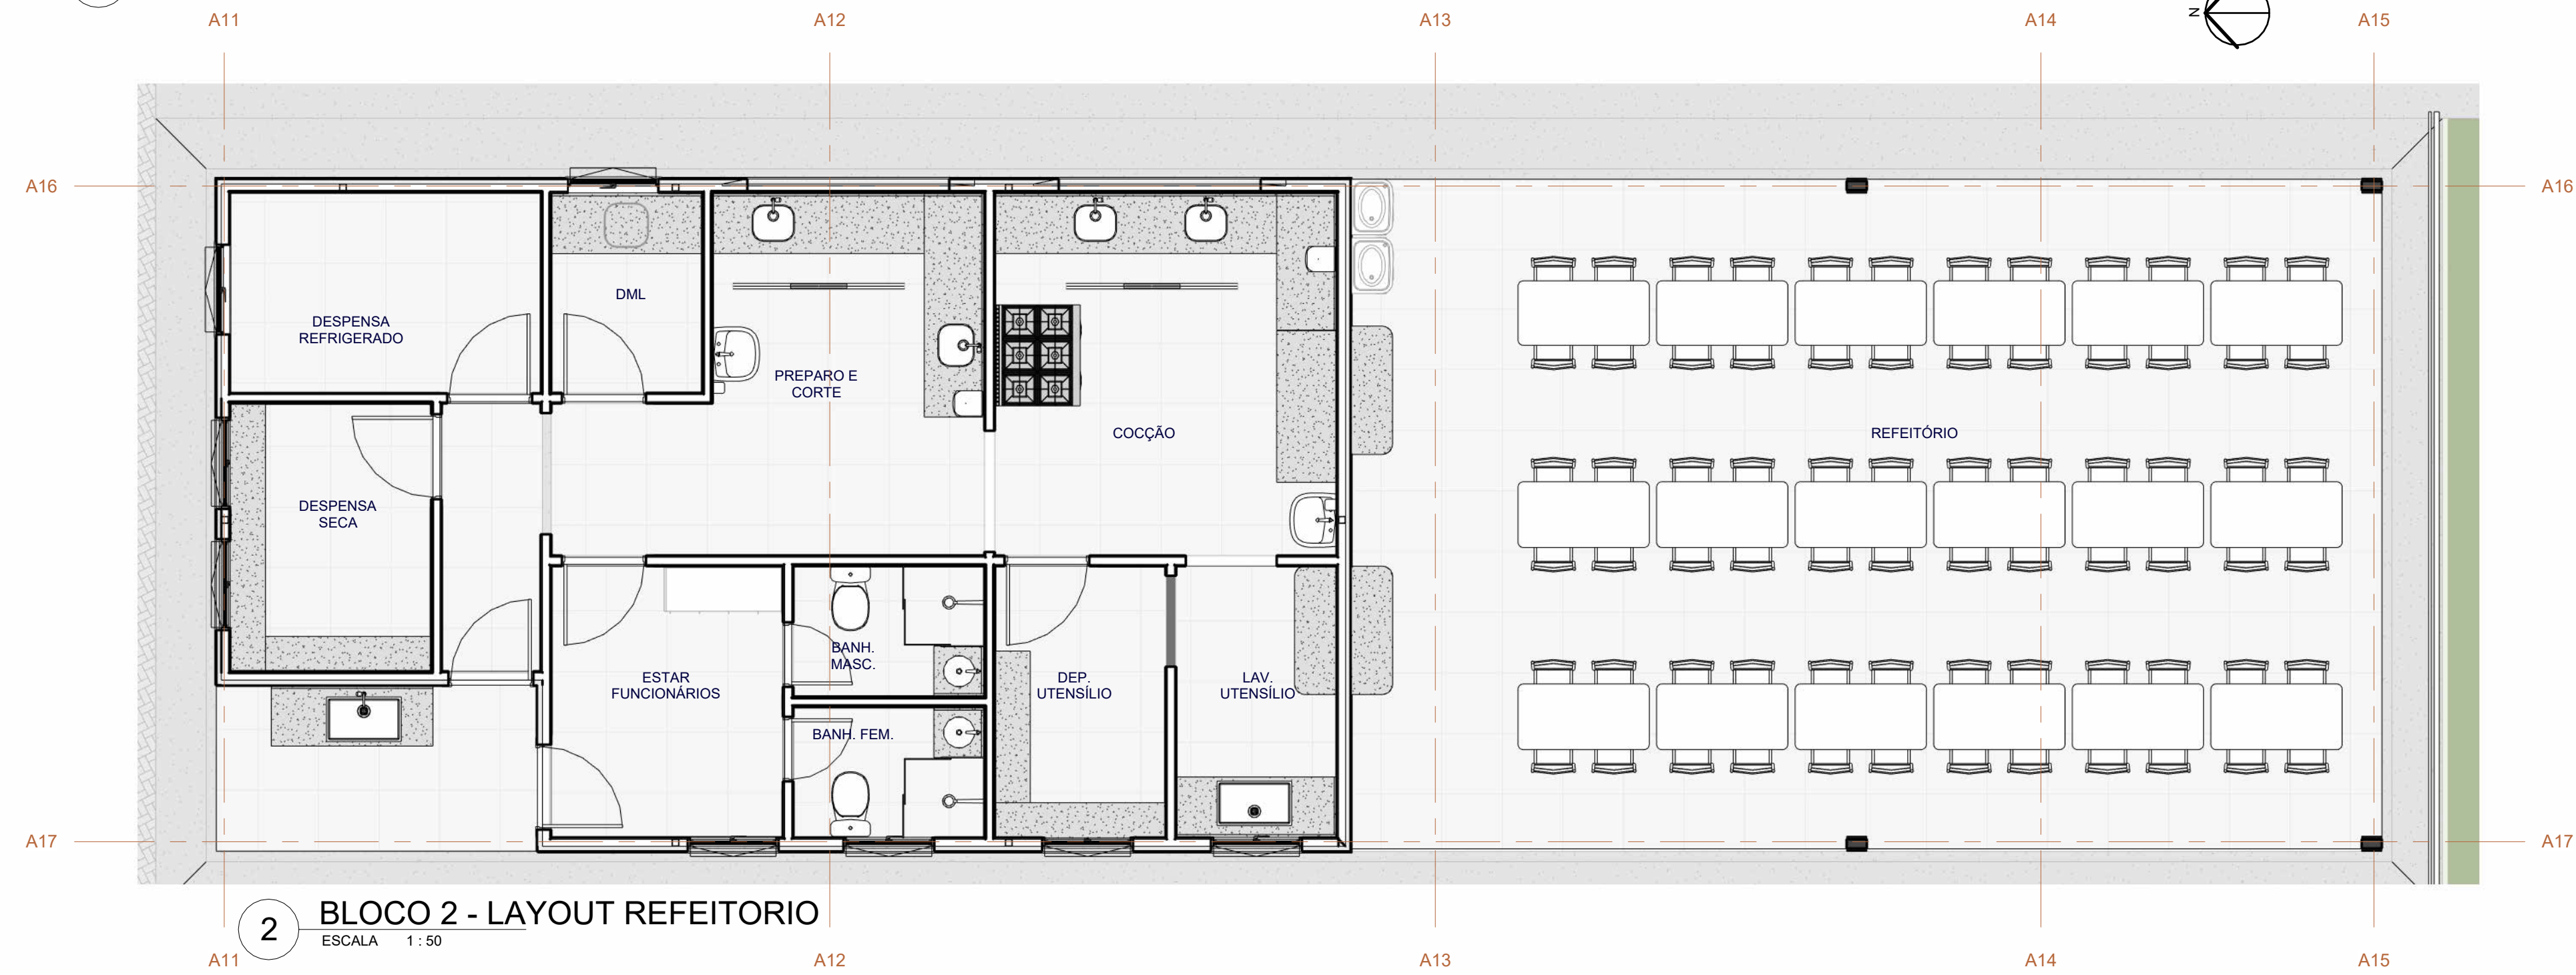 A11 A12 A13 A14 A15
N
A16 A16
DML
DESPENSA
REFRIGERADO
PREPARO E
CORTE
COCÇÃO
REFEITÓRIO
DESPENSA
SECA
BANH.
MASC.
ESTAR
FUNCIONÁRIOS
DEP.
UTENSÍLIO
LAV.
UTENSÍLIO
BANH. FEM.
A17 A17
2 BLOCO 2 - LAYOUT REFEITORIO
ESCALA 1 : 50
A11 A12 A13 A14 A15